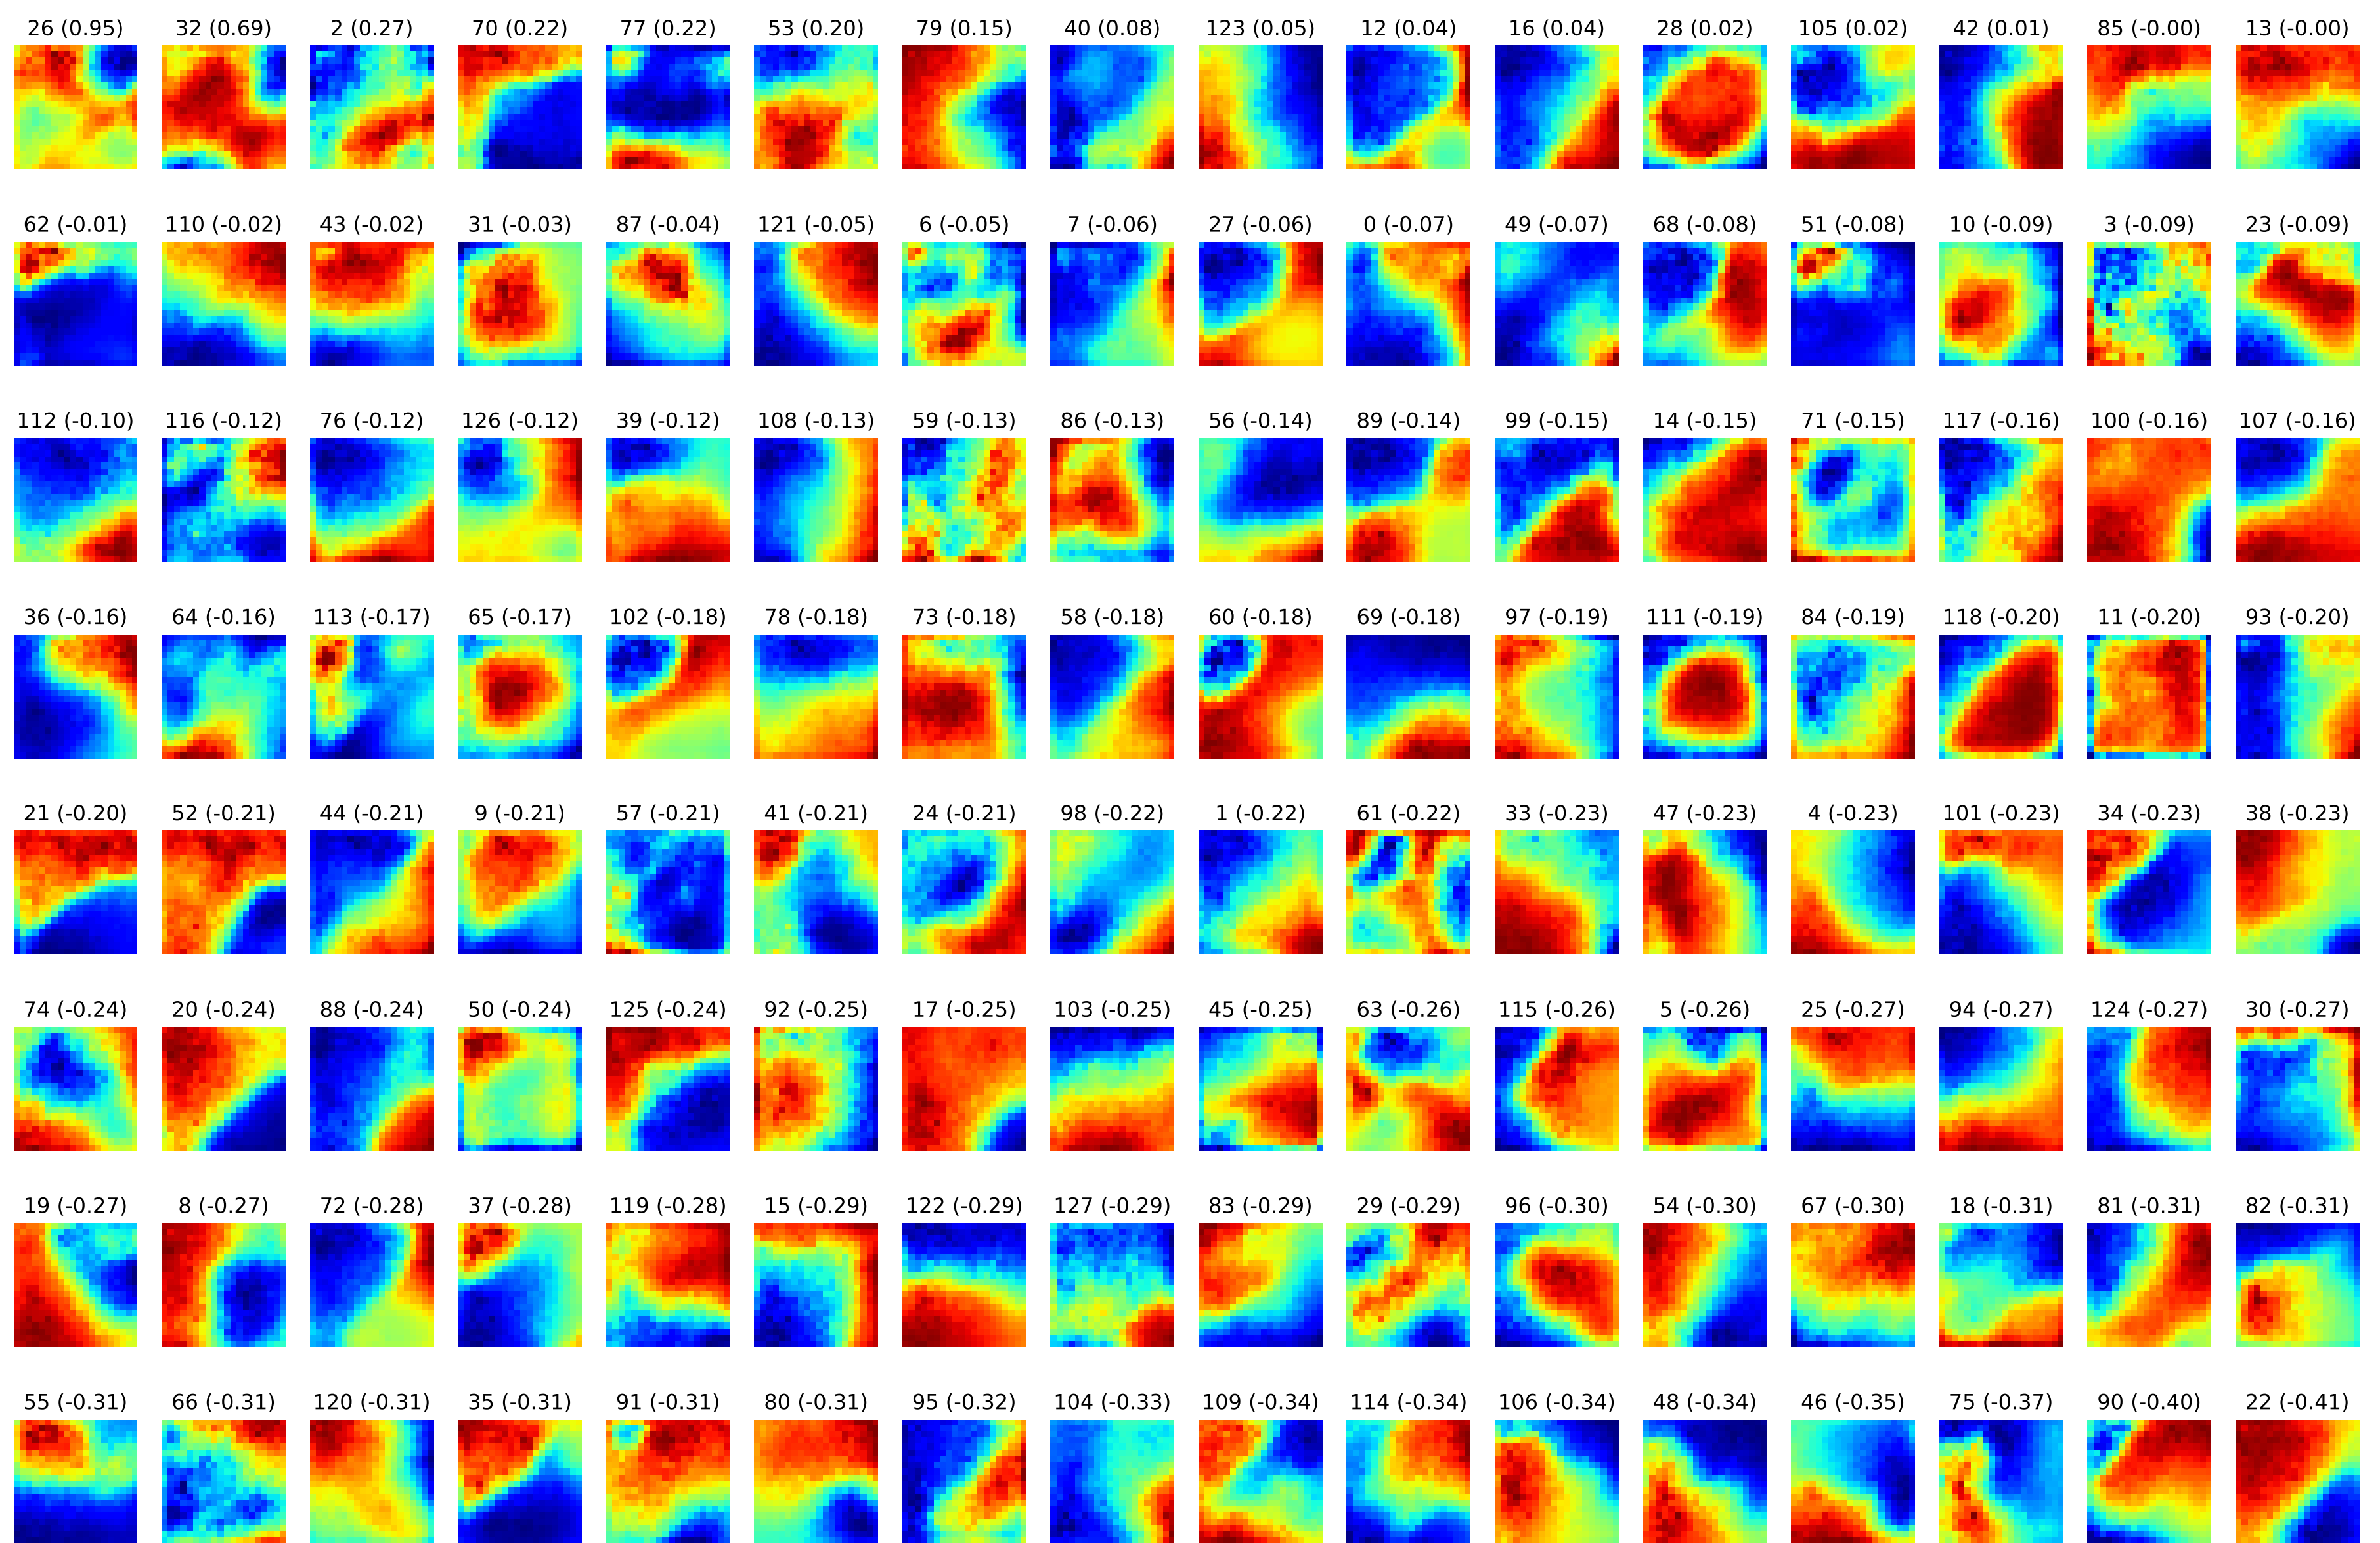 26 (0.95) 32 (0.69) 2 (0.27) 70 (0.22) 77 (0.22) 53 (0.20) 79 (0.15) 40 (0.08) 123 (0.05) 12 (0.04) 16 (0.04) 28 (0.02) 105 (0.02) 42 (0.01) 85 (-0.00) 13 (-0.00)
62 (-0.01) 110 (-0.02) 43 (-0.02) 31 (-0.03) 87 (-0.04) 121 (-0.05) 6 (-0.05) 7 (-0.06) 27 (-0.06) 0 (-0.07) 49 (-0.07) 68 (-0.08) 51 (-0.08) 10 (-0.09) 3 (-0.09) 23 (-0.09)
112 (-0.10) 116 (-0.12) 76 (-0.12) 126 (-0.12) 39 (-0.12) 108 (-0.13) 59 (-0.13) 86 (-0.13) 56 (-0.14) 89 (-0.14) 99 (-0.15) 14 (-0.15) 71 (-0.15) 117 (-0.16) 100 (-0.16) 107 (-0.16)
36 (-0.16) 64 (-0.16) 113 (-0.17) 65 (-0.17) 102 (-0.18) 78 (-0.18) 73 (-0.18) 58 (-0.18) 60 (-0.18) 69 (-0.18) 97 (-0.19) 111 (-0.19) 84 (-0.19) 118 (-0.20) 11 (-0.20) 93 (-0.20)
21 (-0.20) 52 (-0.21) 44 (-0.21) 9 (-0.21) 57 (-0.21) 41 (-0.21) 24 (-0.21) 98 (-0.22) 1 (-0.22) 61 (-0.22) 33 (-0.23) 47 (-0.23) 4 (-0.23) 101 (-0.23) 34 (-0.23) 38 (-0.23)
74 (-0.24) 20 (-0.24) 88 (-0.24) 50 (-0.24) 125 (-0.24) 92 (-0.25) 17 (-0.25) 103 (-0.25) 45 (-0.25) 63 (-0.26) 115 (-0.26) 5 (-0.26) 25 (-0.27) 94 (-0.27) 124 (-0.27) 30 (-0.27)
19 (-0.27) 8 (-0.27) 72 (-0.28) 37 (-0.28) 119 (-0.28) 15 (-0.29) 122 (-0.29) 127 (-0.29) 83 (-0.29) 29 (-0.29) 96 (-0.30) 54 (-0.30) 67 (-0.30) 18 (-0.31) 81 (-0.31) 82 (-0.31)
55 (-0.31) 66 (-0.31) 120 (-0.31) 35 (-0.31) 91 (-0.31) 80 (-0.31) 95 (-0.32) 104 (-0.33) 109 (-0.34) 114 (-0.34) 106 (-0.34) 48 (-0.34) 46 (-0.35) 75 (-0.37) 90 (-0.40) 22 (-0.41)